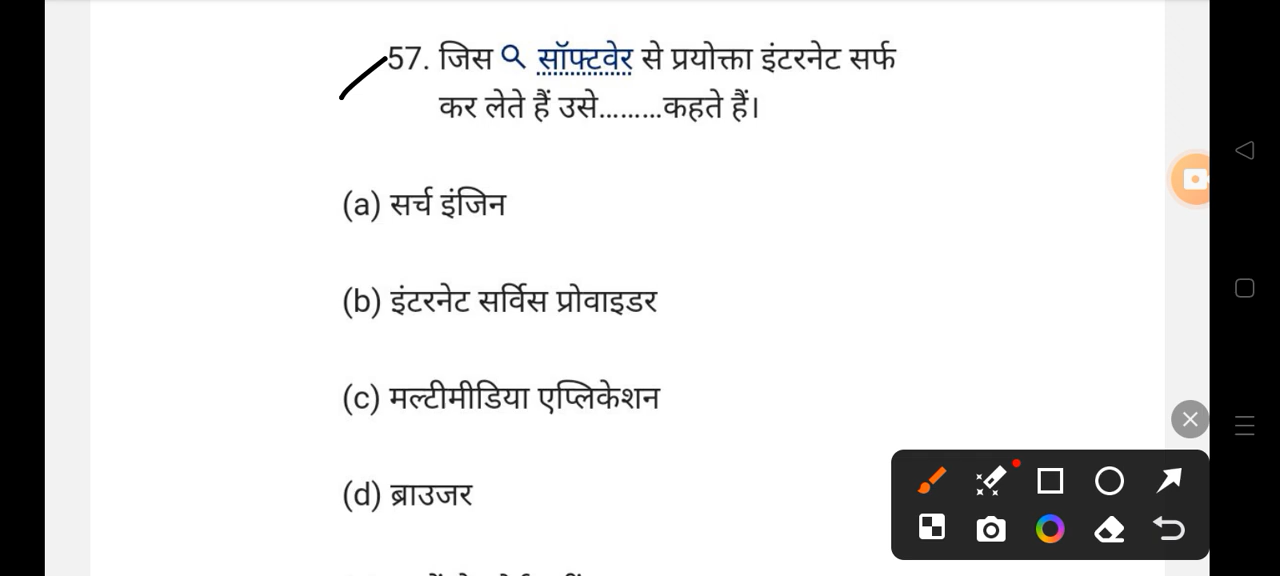 57. जिस सॉफ्टवेर से प्रयोक्ता इंटरनेट सर्फ
कर लेते हैं उसे.........कहते हैं।
(a) सर्च इंजिन
(b) इंटरनेट सर्विस प्रोवाइडर
(c) मल्टीमीडिया एप्लिकेशन
(d) ब्राउजर